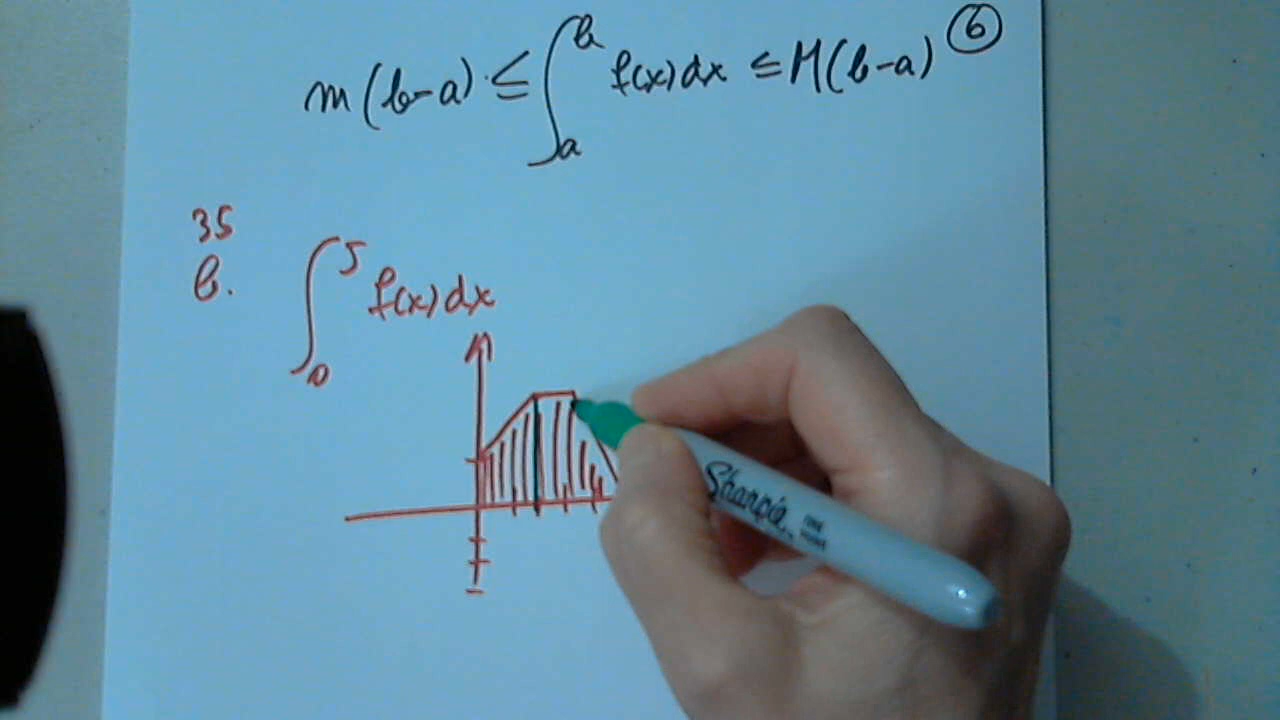 m(b-a) ≤ ∫_a^b f(x)dx ≤ M(b-a) ⑥
35
b. ∫_0^5 f(x)dx
Sharpie